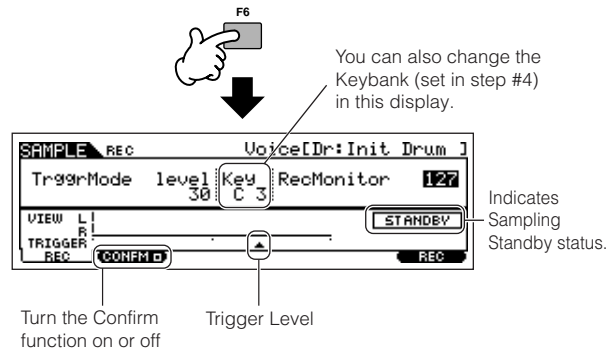 F6
You can also change the
Keybank (set in step #4)
in this display.
SAMPLE REC Voice[Dr:Init Drum ]
TrggrMode level Key RecMonitor 127
30 C 3
VIEW L
R
STANDBY
TRIGGER
REC CONFM REC
Indicates
Sampling
Standby status.
Turn the Confirm
function on or off
Trigger Level